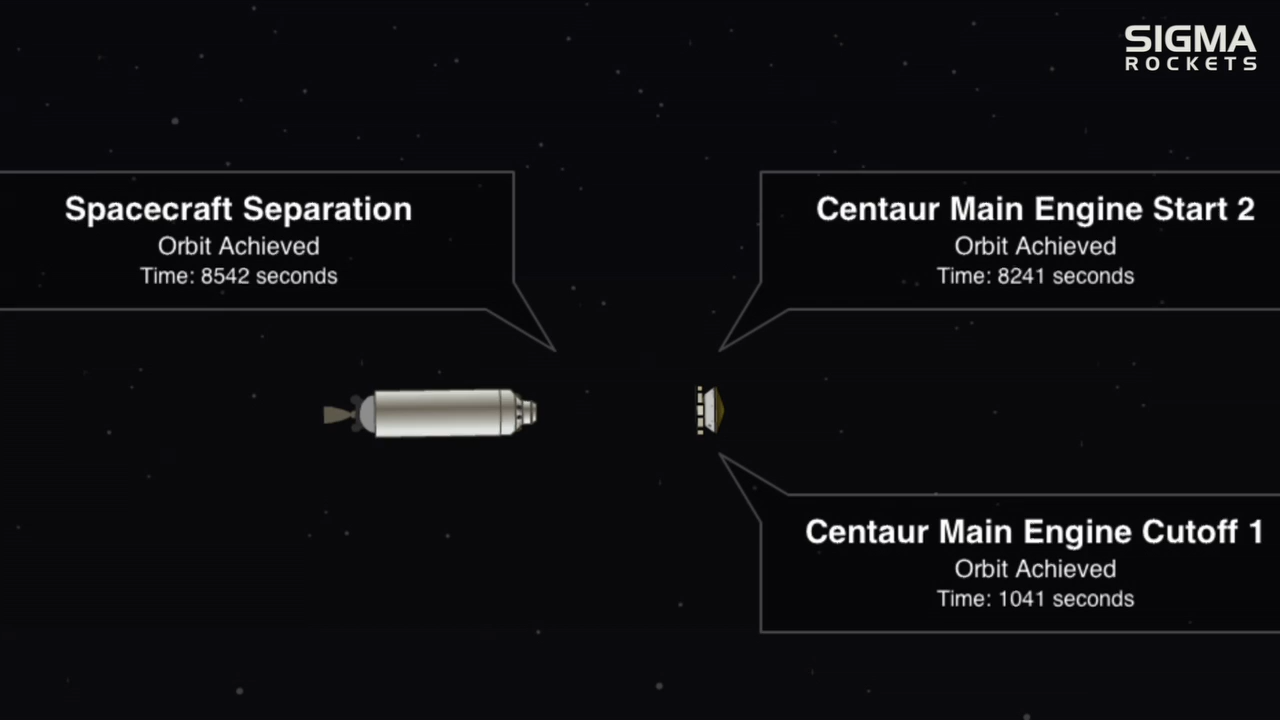 SIGMA
ROCKETS
Spacecraft Separation
Orbit Achieved
Time: 8542 seconds
Centaur Main Engine Start 2
Orbit Achieved
Time: 8241 seconds
Centaur Main Engine Cutoff 1
Orbit Achieved
Time: 1041 seconds